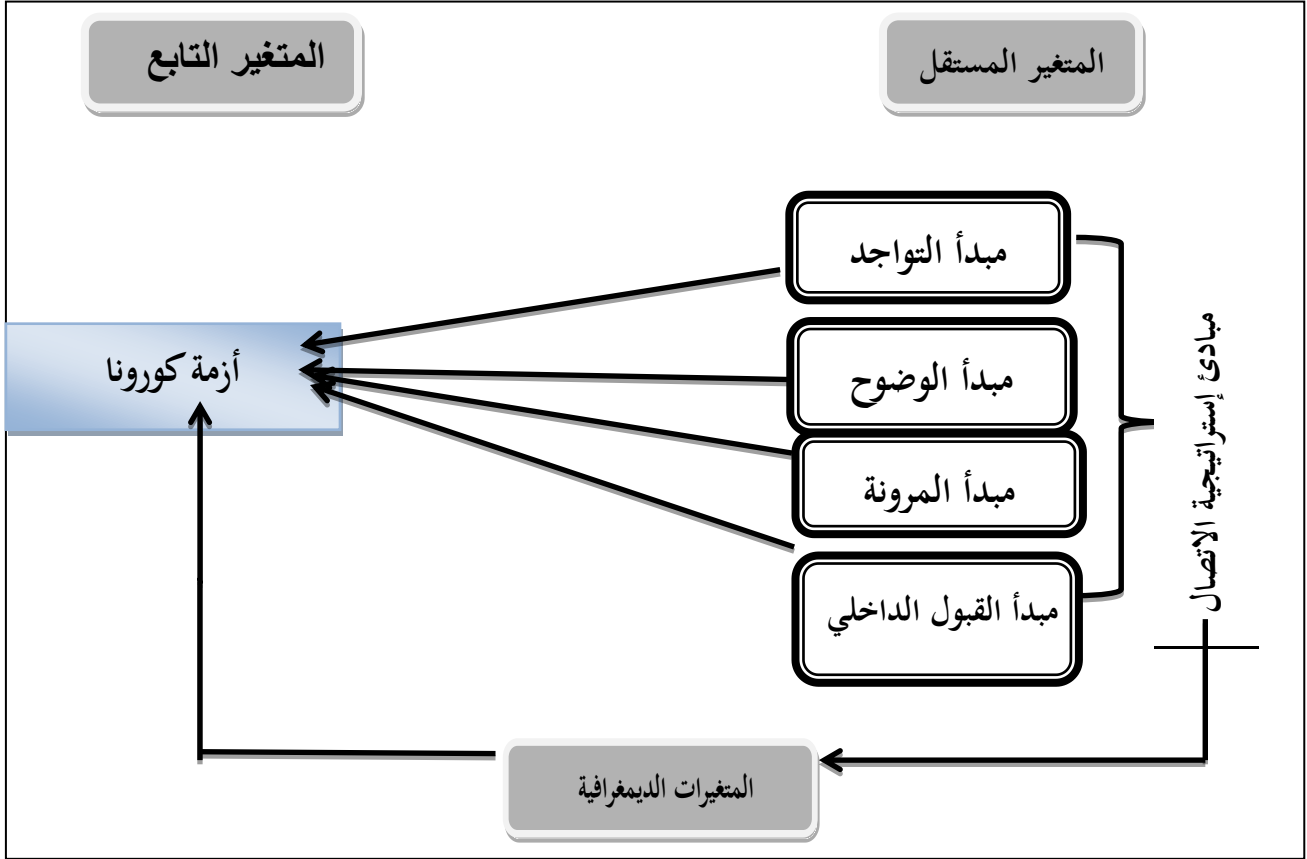 المتغير المستقل
المتغير التابع
مبدأ التواجد
مبدأ الوضوح
مبدأ المرونة
مبدأ القبول الداخلي
مبادئ إستراتيجية الاتصال
أزمة كورونا
المتغيرات الديمغرافية